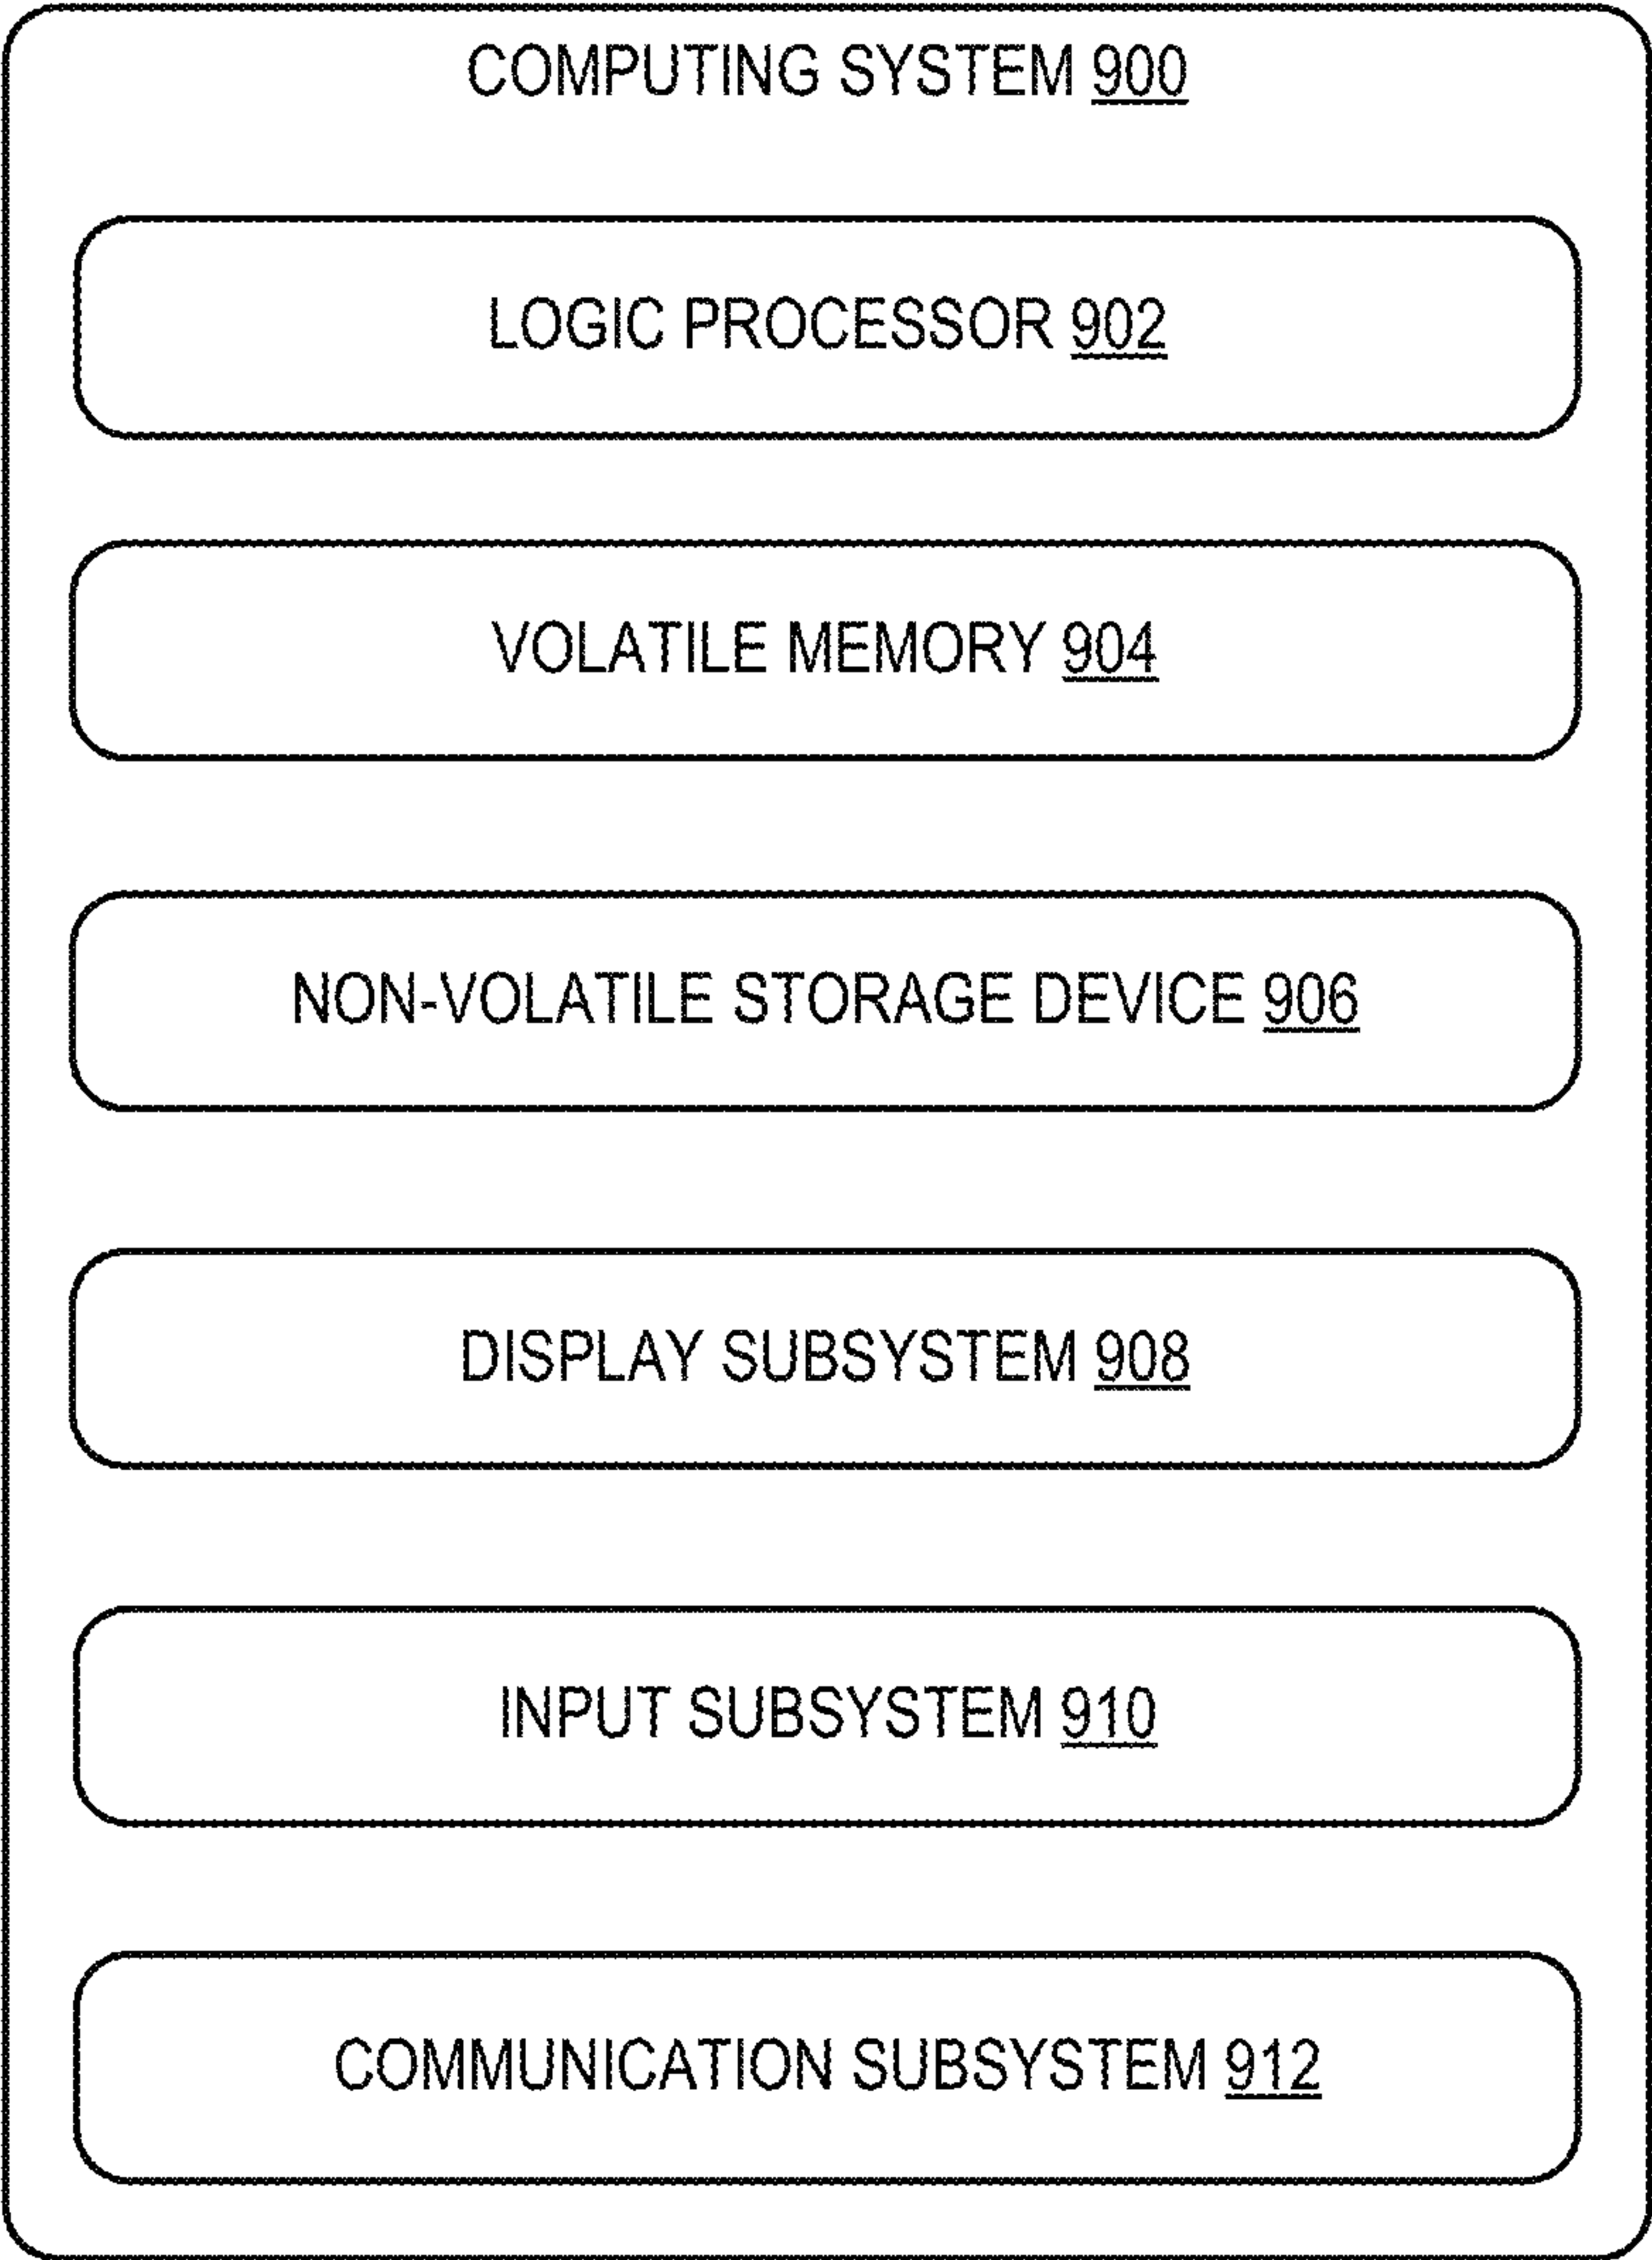 COMPUTING SYSTEM 900
LOGIC PROCESSOR 902
VOLATILE MEMORY 904
NON-VOLATILE STORAGE DEVICE 906
DISPLAY SUBSYSTEM 908
INPUT SUBSYSTEM 910
COMMUNICATION SUBSYSTEM 912